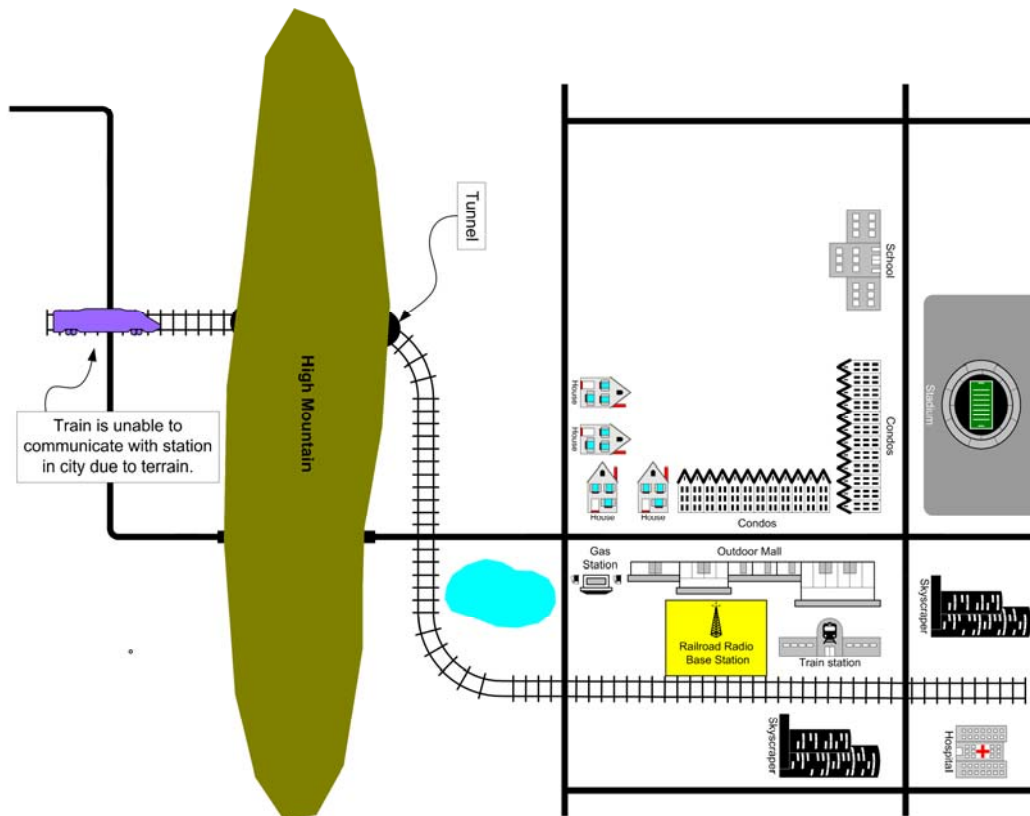 Tunnel
School
Stadium
High Mountain
House
Condos
Train is unable to
communicate with station
in city due to terrain.
House
House
House
Condos
Gas
Station
Outdoor Mall
Skyscraper
Railroad Radio
Base Station
Train station
Skyscraper
Hospital